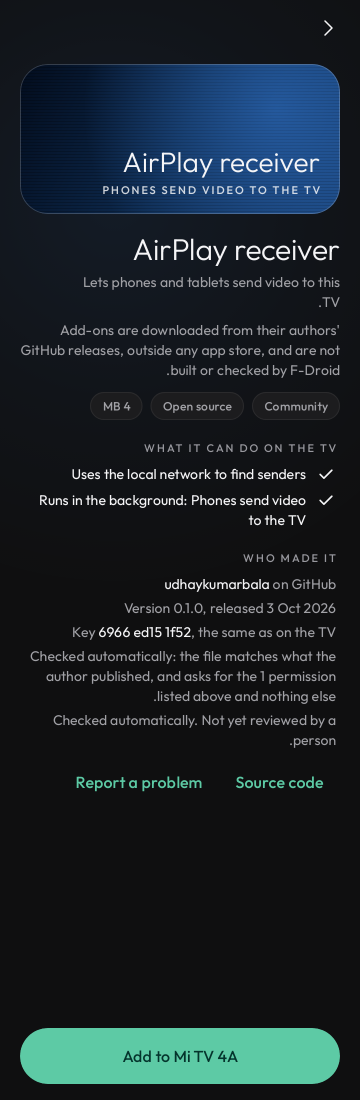 AirPlay receiver
PHONES SEND VIDEO TO THE TV
AirPlay receiver
Lets phones and tablets send video to this
.TV
Add-ons are downloaded from their authors'
GitHub releases, outside any app store, and are not
.built or checked by F-Droid
MB 4
Open source
Community
WHAT IT CAN DO ON THE TV
Uses the local network to find senders
Runs in the background: Phones send video
to the TV
WHO MADE IT
udhaykumarbala on GitHub
Version 0.1.0, released 3 Oct 2026
Key 6966 ed15 1f52, the same as on the TV
Checked automatically: the file matches what the
author published, and asks for the 1 permission
.listed above and nothing else
Checked automatically. Not yet reviewed by a
.person
Report a problem
Source code
Add to Mi TV 4A